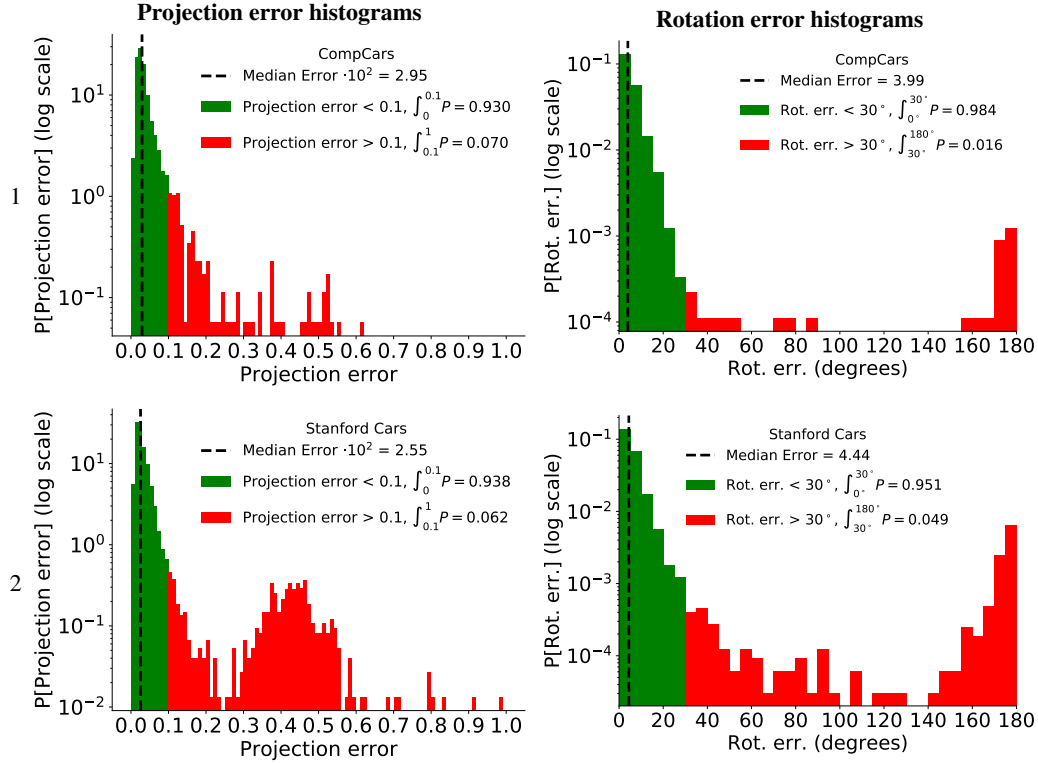 Projection error histograms
Rotation error histograms
1
P[Projection error] (log scale)
10¹
10⁰
10⁻¹
CompCars
Median Error ·10² = 2.95
Projection error < 0.1, ∫₀^0.1 P = 0.930
Projection error > 0.1, ∫₀.₁^1 P = 0.070
0.0 0.1 0.2 0.3 0.4 0.5 0.6 0.7 0.8 0.9 1.0
Projection error
P[Rot. err.] (log scale)
10⁻¹
10⁻²
10⁻³
10⁻⁴
CompCars
Median Error = 3.99
Rot. err. < 30°, ∫₀°^30° P = 0.984
Rot. err. > 30°, ∫₃₀°^180° P = 0.016
0 20 40 60 80 100 120 140 160 180
Rot. err. (degrees)
2
P[Projection error] (log scale)
10¹
10⁰
10⁻¹
10⁻²
Stanford Cars
Median Error ·10² = 2.55
Projection error < 0.1, ∫₀^0.1 P = 0.938
Projection error > 0.1, ∫₀.₁^1 P = 0.062
0.0 0.1 0.2 0.3 0.4 0.5 0.6 0.7 0.8 0.9 1.0
Projection error
P[Rot. err.] (log scale)
10⁻¹
10⁻²
10⁻³
10⁻⁴
Stanford Cars
Median Error = 4.44
Rot. err. < 30°, ∫₀°^30° P = 0.951
Rot. err. > 30°, ∫₃₀°^180° P = 0.049
0 20 40 60 80 100 120 140 160 180
Rot. err. (degrees)